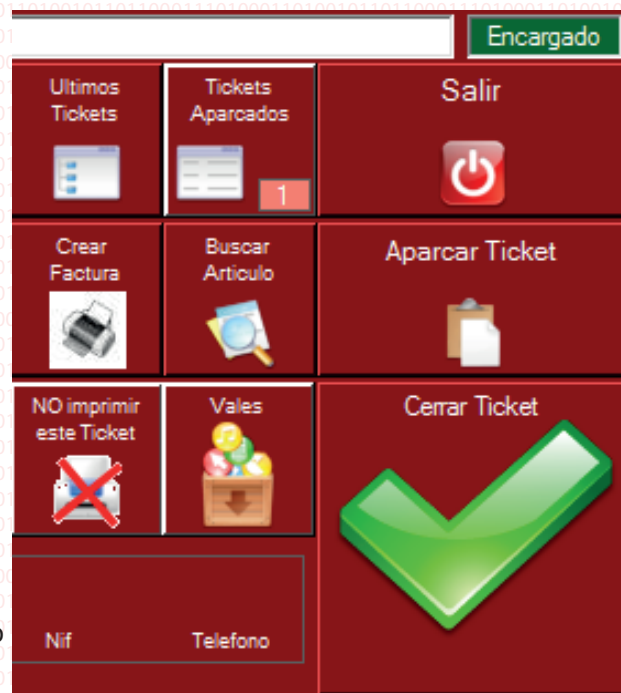 Encargado
Ultimos
Tickets
Tickets
Aparcados
1
Salir
Crear
Factura
Buscar
Articulo
Aparcar Ticket
NO imprimir
este Ticket
Vales
Cerrar Ticket
Nif
Telefono